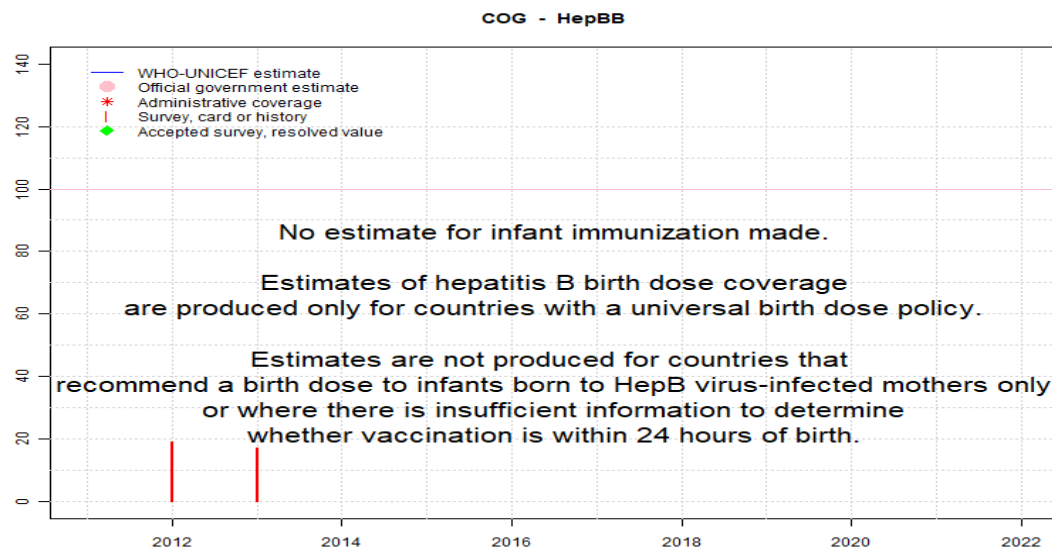 COG - HepBB
140
120
100
80
60
40
20
0
WHO-UNICEF estimate
Official government estimate
Administrative coverage
Survey, card or history
Accepted survey, resolved value
No estimate for infant immunization made.
Estimates of hepatitis B birth dose coverage
are produced only for countries with a universal birth dose policy.
Estimates are not produced for countries that
recommend a birth dose to infants born to HepB virus-infected mothers only
or where there is insufficient information to determine
whether vaccination is within 24 hours of birth.
2012 2014 2016 2018 2020 2022